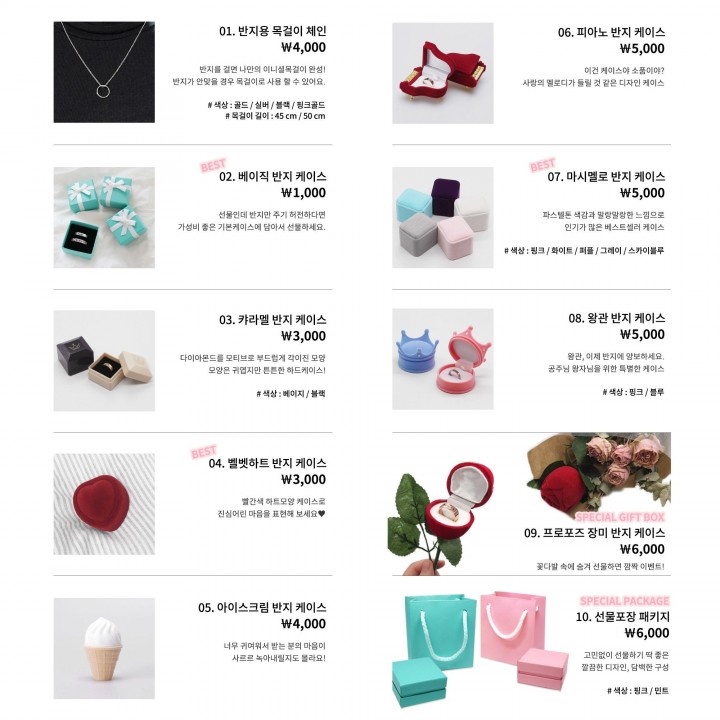 01. 반지용 목걸이 체인
₩4,000
반지를 걸면 나만의 이니셜목걸이 완성!
반지가 안맞을 경우 목걸이로 사용 할 수 있어요.
# 색상 : 골드 / 실버 / 블랙 / 핑크골드
# 목걸이 길이 : 45 cm / 50 cm
BEST
02. 베이직 반지 케이스
₩1,000
선물인데 반지만 주기 허전하다면
가성비 좋은 기본케이스에 담아서 선물하세요.
03. 캬라멜 반지 케이스
₩3,000
다이아몬드를 모티브로 부드럽게 각이진 모양
모양은 귀엽지만 튼튼한 하드케이스!
# 색상 : 베이지 / 블랙
BEST
04. 벨벳하트 반지 케이스
₩3,000
빨간색 하트모양 케이스로
진심어린 마음을 표현해 보세요♥
05. 아이스크림 반지 케이스
₩4,000
너무 귀여워서 받는 분의 마음이
사르르 녹아내릴지도 몰라요!
06. 피아노 반지 케이스
₩5,000
이건 케이스야 소품이야?
사랑의 멜로디가 들릴 것 같은 디자인 케이스
BEST
07. 마시멜로 반지 케이스
₩5,000
파스텔톤 색감과 말랑말랑한 느낌으로
인기가 많은 베스트셀러 케이스
# 색상 : 핑크 / 화이트 / 퍼플 / 그레이 / 스카이블루
08. 왕관 반지 케이스
₩5,000
왕관, 이제 반지에 양보하세요.
공주님 왕자님을 위한 특별한 케이스!
# 색상 : 핑크 / 블루
SPECIAL GIFT BOX
09. 프로포즈 장미 반지 케이스
₩6,000
꽃다발 속에 숨겨 선물하면 깜짝 이벤트!
SPECIAL PACKAGE
10. 선물포장 패키지
₩6,000
고민없이 선물하기 딱 좋은
깔끔한 디자인, 담백한 구성
# 색상 : 핑크 / 민트